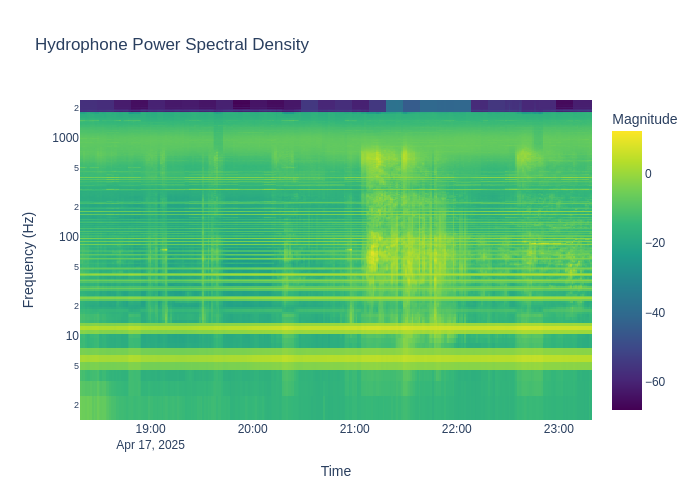 Hydrophone Power Spectral Density
Magnitude
2
1000
5
2
100
5
2
10
5
2
Frequency (Hz)
0
−20
−40
−60
19:00 20:00 21:00 22:00 23:00
Apr 17, 2025
Time